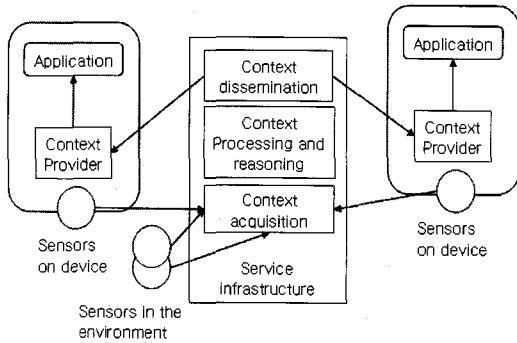 Application
Context
Provider
Sensors
on device
Sensors in the
environment
Context
dissemination
Context
Processing and
reasoning
Context
acquisition
Service
infrastructure
Application
Context
Provider
Sensors
on device